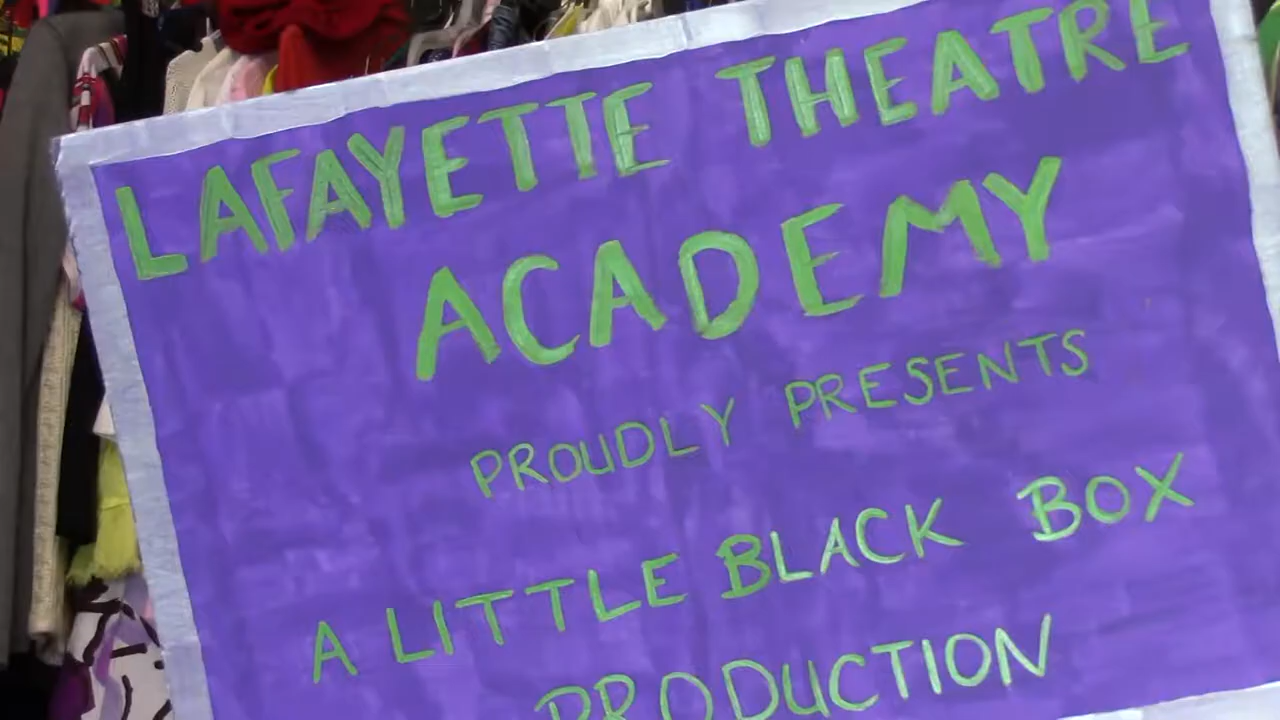 LAFAYETTE THEATRE
ACADEMY
PROUDLY PRESENTS
A LITTLE BLACK BOX
PRODUCTION